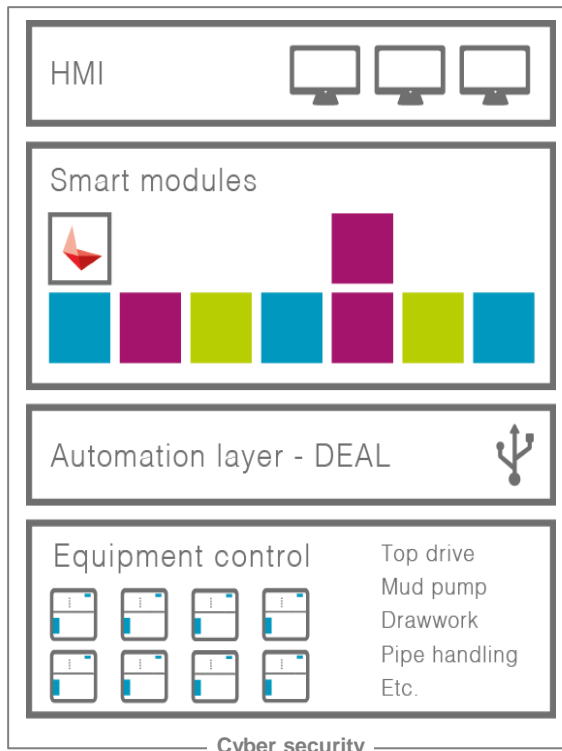 HMI
Smart modules
Automation layer - DEAL
Equipment control
Top drive
Mud pump
Drawwork
Pipe handling
Etc.
Cyber security